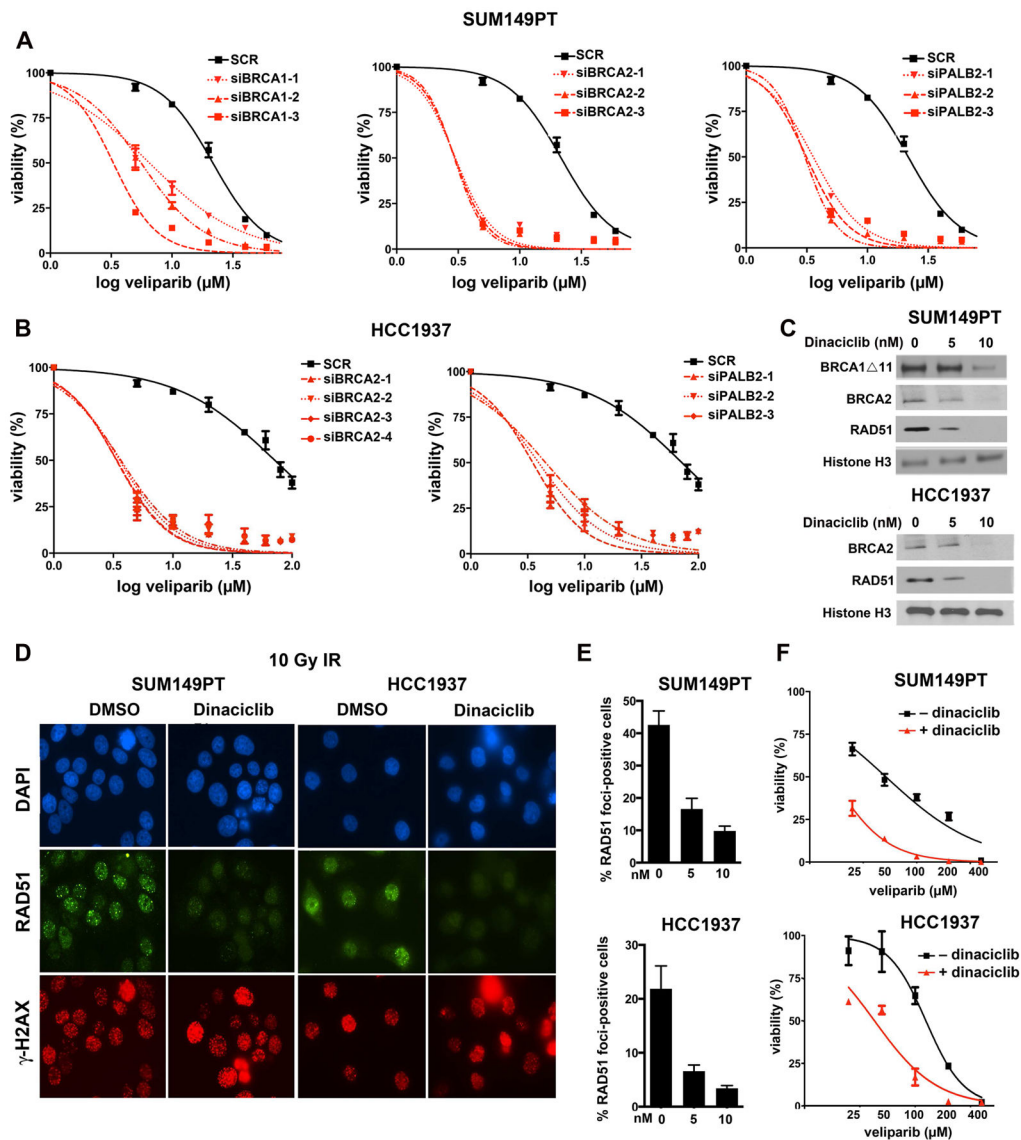 SUM149PT
A
SCR
siBRCA1-1
siBRCA1-2
siBRCA1-3
viability (%)
100
75
50
25
0
0.0 0.5 1.0 1.5
log veliparib (µM)
SCR
siBRCA2-1
siBRCA2-2
siBRCA2-3
viability (%)
100
75
50
25
0
0.0 0.5 1.0 1.5
log veliparib (µM)
SCR
siPALB2-1
siPALB2-2
siPALB2-3
viability (%)
100
75
50
25
0
0.0 0.5 1.0 1.5
log veliparib (µM)
B
HCC1937
SCR
siBRCA2-1
siBRCA2-2
siBRCA2-3
siBRCA2-4
viability (%)
100
75
50
25
0
0.0 0.5 1.0 1.5 2.0
log veliparib (µM)
SCR
siPALB2-1
siPALB2-2
siPALB2-3
viability (%)
100
75
50
25
0
0.0 0.5 1.0 1.5 2.0
log veliparib (µM)
C
SUM149PT
Dinaciclib (nM) 0 5 10
BRCA1△11
BRCA2
RAD51
Histone H3
HCC1937
Dinaciclib (nM) 0 5 10
BRCA2
RAD51
Histone H3
D
10 Gy IR
SUM149PT HCC1937
DMSO Dinaciclib DMSO Dinaciclib
DAPI
RAD51
γ-H2AX
E
SUM149PT
% RAD51 foci-positive cells
50
40
30
20
10
0
nM 0 5 10
HCC1937
% RAD51 foci-positive cells
30
20
10
0
nM 0 5 10
F
SUM149PT
– dinaciclib
+ dinaciclib
viability (%)
100
75
50
25
0
25 50 100 200 400
veliparib (µM)
HCC1937
– dinaciclib
+ dinaciclib
viability (%)
100
75
50
25
0
25 50 100 200 400
veliparib (µM)